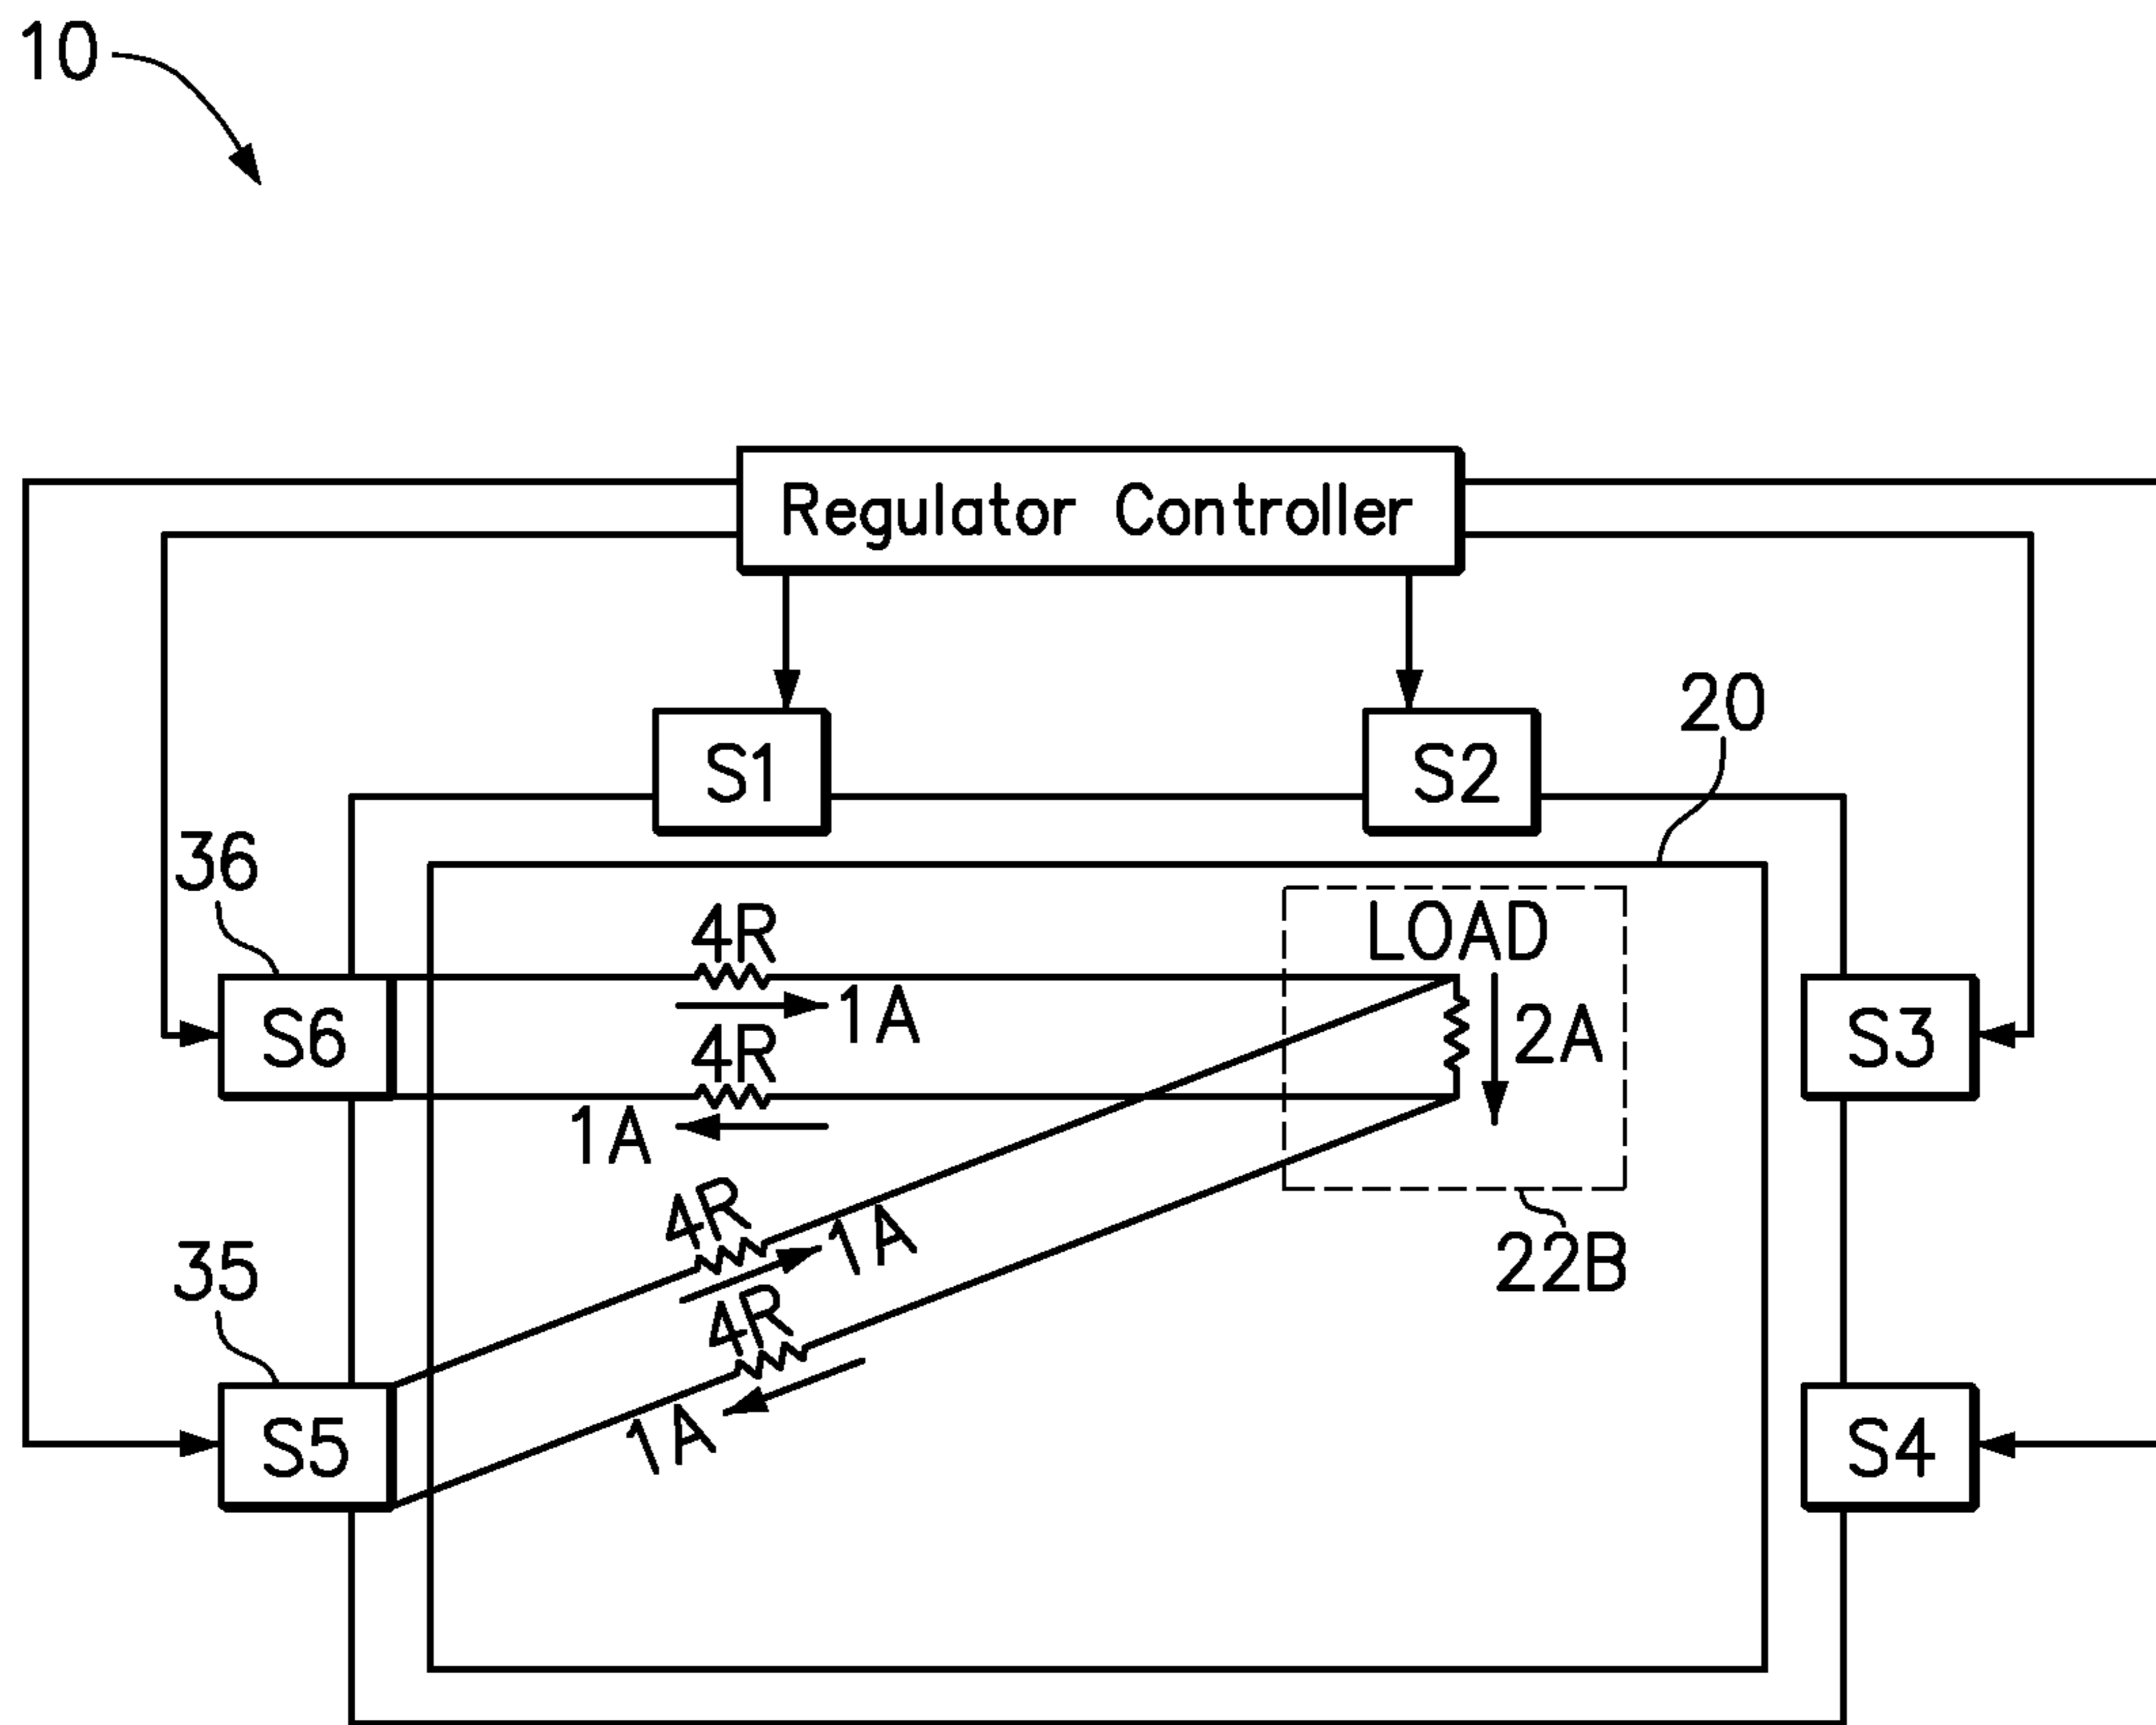 10
Regulator Controller
S1
S2
20
36
4R
LOAD
S6
1A
2A
S3
4R
1A
4R
1A
22B
35
4R
S5
1A
S4